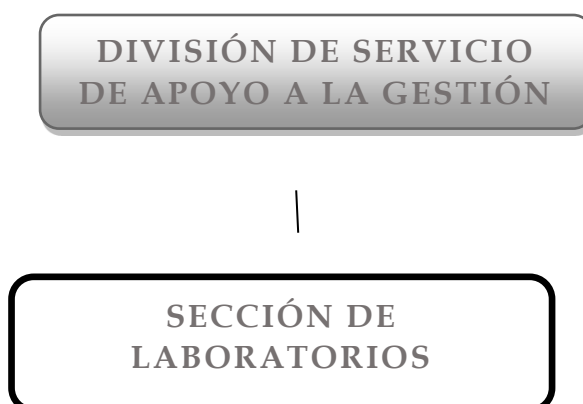 DIVISIÓN DE SERVICIO
DE APOYO A LA GESTIÓN
SECCIÓN DE
LABORATORIOS